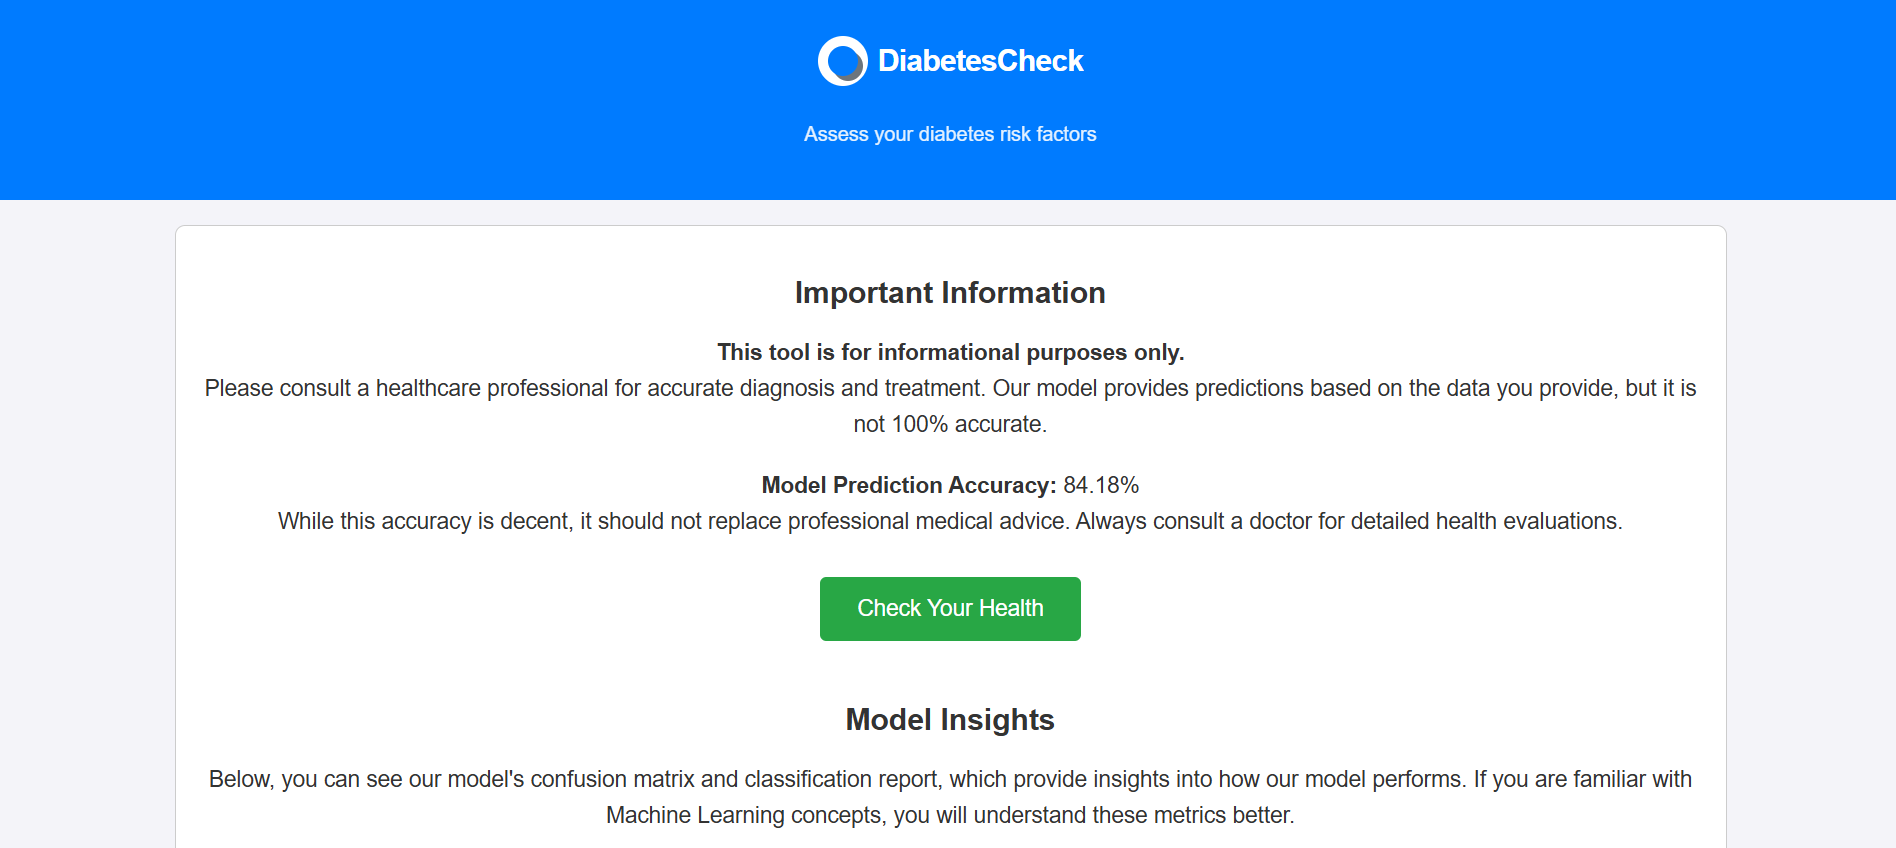 DiabetesCheck
Assess your diabetes risk factors
Important Information
This tool is for informational purposes only.
Please consult a healthcare professional for accurate diagnosis and treatment. Our model provides predictions based on the data you provide, but it is
not 100% accurate.
Model Prediction Accuracy: 84.18%
While this accuracy is decent, it should not replace professional medical advice. Always consult a doctor for detailed health evaluations.
Check Your Health
Model Insights
Below, you can see our model's confusion matrix and classification report, which provide insights into how our model performs. If you are familiar with
Machine Learning concepts, you will understand these metrics better.